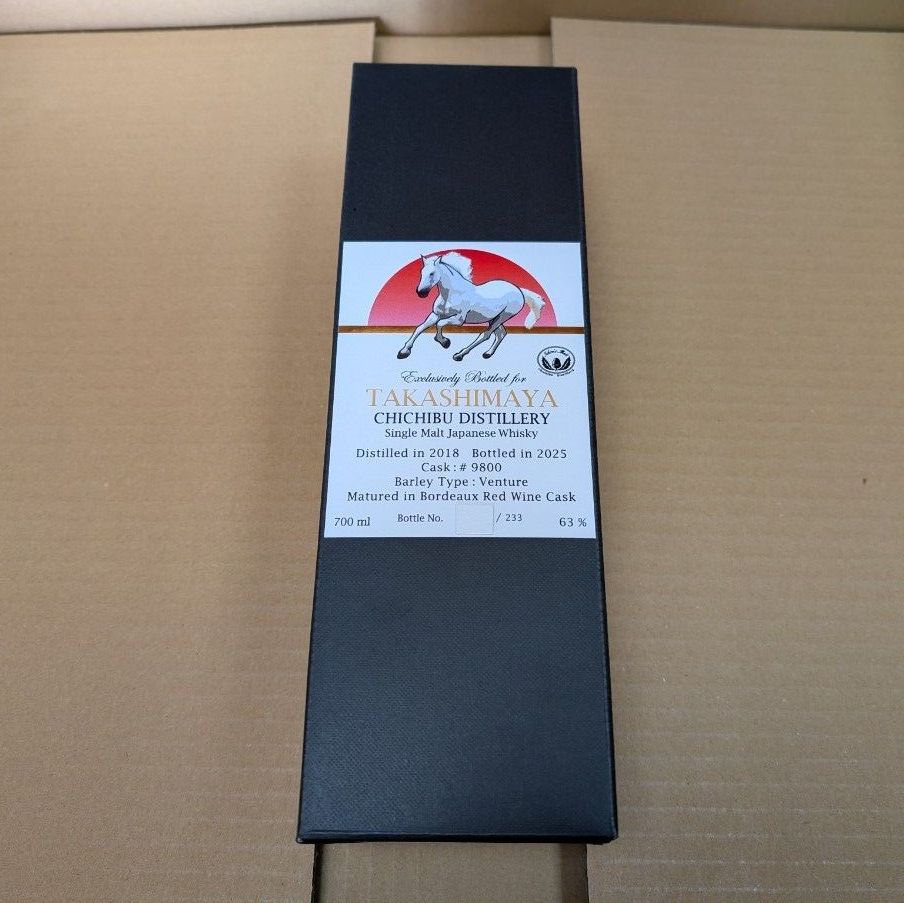 Exclusively Bottled for
TAKASHIMAYA
CHICHIBU DISTILLERY
Single Malt Japanese Whisky
Distilled in 2018 Bottled in 2025
Cask : # 9800
Barley Type : Venture
Matured in Bordeaux Red Wine Cask
700 ml Bottle No. / 233 63 %